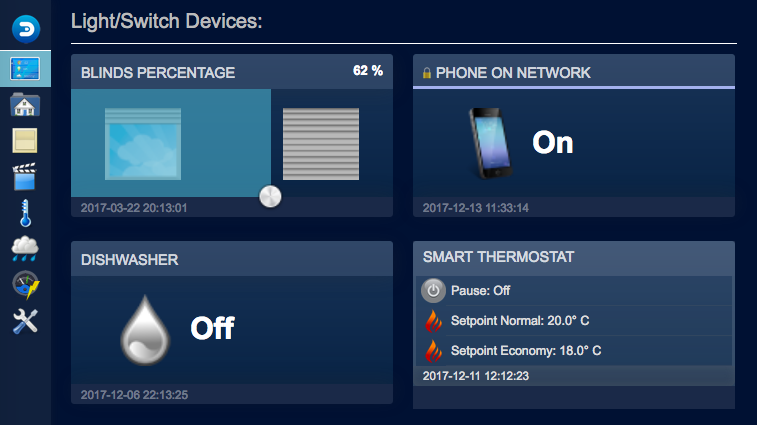 Light/Switch Devices:
BLINDS PERCENTAGE
62 %
2017-03-22 20:13:01
PHONE ON NETWORK
On
2017-12-13 11:33:14
DISHWASHER
Off
2017-12-06 22:13:25
SMART THERMOSTAT
Pause: Off
Setpoint Normal: 20.0° C
Setpoint Economy: 18.0° C
2017-12-11 12:12:23